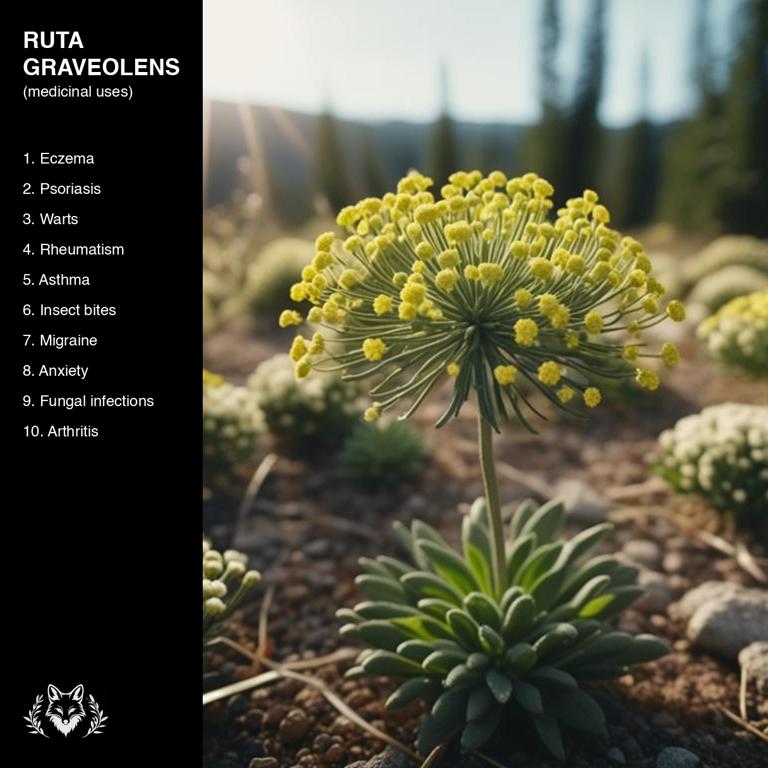 RUTA
GRAVEOLENS
(medicinal uses)
1. Eczema
2. Psoriasis
3. Warts
4. Rheumatism
5. Asthma
6. Insect bites
7. Migraine
8. Anxiety
9. Fungal infections
10. Arthritis